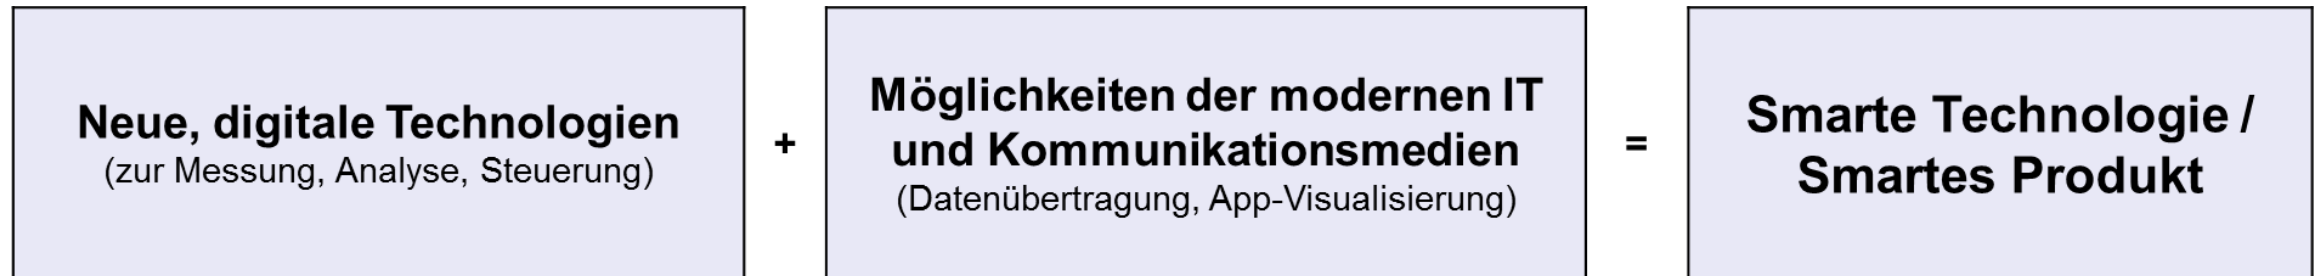 Neue, digitale Technologien
(zur Messung, Analyse, Steuerung)
+
Möglichkeiten der modernen IT
und Kommunikationsmedien
(Datenübertragung, App-Visualisierung)
=
Smarte Technologie /
Smartes Produkt